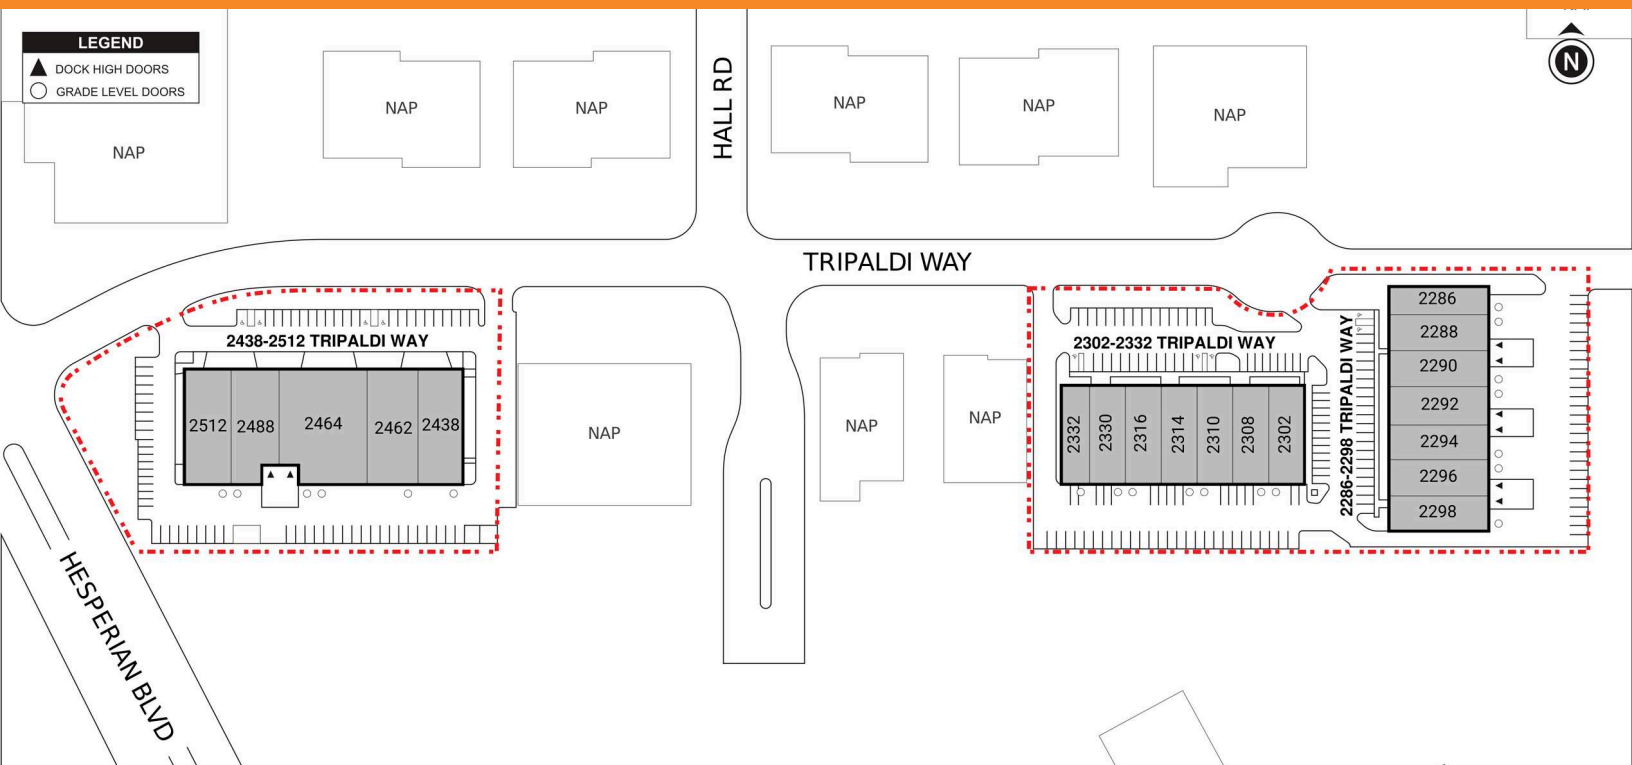 LEGEND
DOCK HIGH DOORS
GRADE LEVEL DOORS
N
NAP
NAP
NAP
HALL RD
NAP
NAP
NAP
TRIPALDI WAY
2438-2512 TRIPALDI WAY
2512
2488
2464
2462
2438
NAP
NAP
NAP
2302-2332 TRIPALDI WAY
2332
2330
2316
2314
2310
2308
2302
2286-2298 TRIPALDI WAY
2286
2288
2290
2292
2294
2296
2298
HESPERIAN BLVD